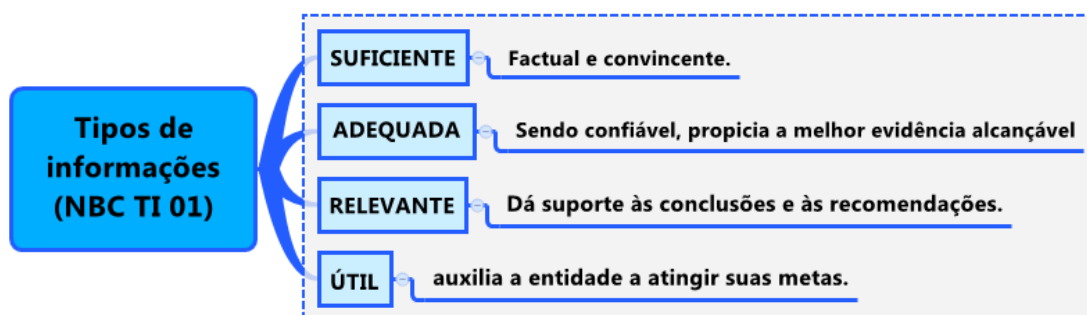 Tipos de
informações
(NBC TI 01)
SUFICIENTE
Factual e convincente.
ADEQUADA
Sendo confiável, propicia a melhor evidência alcançável
RELEVANTE
Dá suporte às conclusões e às recomendações.
ÚTIL
auxilia a entidade a atingir suas metas.